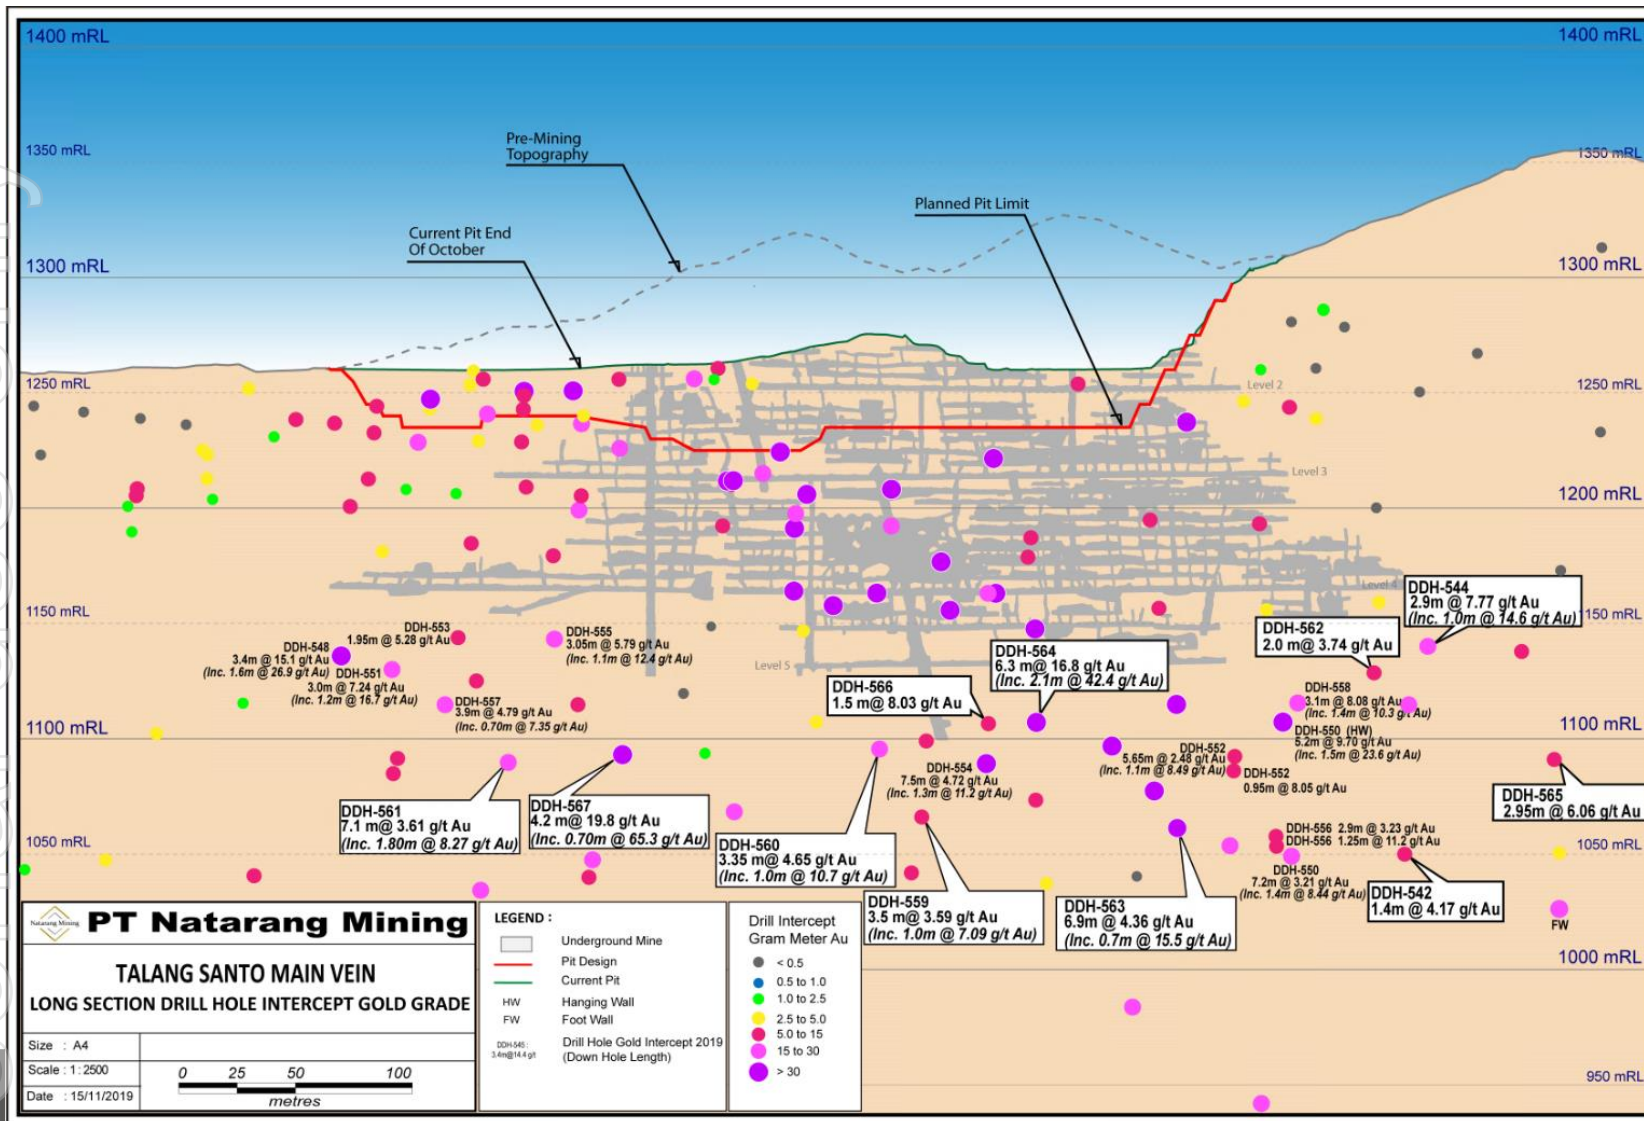 1400 mRL
1400 mRL
Pre-Mining
Topography
1350 mRL
1350 mRL
Planned Pit Limit
Current Pit End
Of October
1300 mRL
1300 mRL
1250 mRL
Level 2
1250 mRL
Level 3
1200 mRL
1200 mRL
Level 4
1150 mRL
1150 mRL
Level 5
DDH-544
2.9m @ 7.77 g/t Au
(Inc. 1.0m @ 14.6 g/t Au)
DDH-562
2.0 m@ 3.74 g/t Au
DDH-553
1.95m @ 5.28 g/t Au
DDH-555
3.05m @ 5.79 g/t Au
(Inc. 1.1m @ 12.4 g/t Au)
DDH-548
3.4m @ 15.1 g/t Au
(Inc. 1.6m @ 26.9 g/t Au)
DDH-551
3.0m @ 7.24 g/t Au
(Inc. 1.2m @ 16.7 g/t Au)
DDH-557
3.9m @ 4.79 g/t Au
(Inc. 0.70m @ 7.35 g/t Au)
DDH-564
6.3 m@ 16.8 g/t Au
(Inc. 2.1m @ 42.4 g/t Au)
DDH-566
1.5 m@ 8.03 g/t Au
DDH-558
3.1m @ 8.08 g/t Au
(Inc. 1.4m @ 10.3 g/t Au)
1100 mRL
1100 mRL
DDH-550 (HW)
5.2m @ 9.70 g/t Au
(Inc. 1.5m @ 23.6 g/t Au)
DDH-552
5.65m @ 2.48 g/t Au
(Inc. 1.1m @ 8.49 g/t Au)
DDH-552
0.95m @ 8.05 g/t Au
DDH-554
7.5m @ 4.72 g/t Au
(Inc. 1.3m @ 11.2 g/t Au)
DDH-561
7.1 m@ 3.61 g/t Au
(Inc. 1.80m @ 8.27 g/t Au)
DDH-567
4.2 m@ 19.8 g/t Au
(Inc. 0.70m @ 65.3 g/t Au)
DDH-565
2.95m @ 6.06 g/t Au
DDH-560
3.35 m@ 4.65 g/t Au
(Inc. 1.0m @ 10.7 g/t Au)
DDH-556 2.9m @ 3.23 g/t Au
DDH-556 1.25m @ 11.2 g/t Au
1050 mRL
1050 mRL
DDH-550
7.2m @ 3.21 g/t Au
(Inc. 1.4m @ 8.44 g/t Au)
DDH-542
1.4m @ 4.17 g/t Au
DDH-559
3.5 m@ 3.59 g/t Au
(Inc. 1.0m @ 7.09 g/t Au)
DDH-563
6.9m @ 4.36 g/t Au
(Inc. 0.7m @ 15.5 g/t Au)
FW
1000 mRL
950 mRL
Natarang Mining
PT Natarang Mining
TALANG SANTO MAIN VEIN
LONG SECTION DRILL HOLE INTERCEPT GOLD GRADE
Size : A4
Scale : 1 : 2500
Date : 15/11/2019
0 25 50 100
metres
LEGEND :
Underground Mine
Pit Design
Current Pit
HW Hanging Wall
FW Foot Wall
DDH-545 :
3.4m@14.4 g/t
Drill Hole Gold Intercept 2019
(Down Hole Length)
Drill Intercept
Gram Meter Au
< 0.5
0.5 to 1.0
1.0 to 2.5
2.5 to 5.0
5.0 to 15
15 to 30
> 30